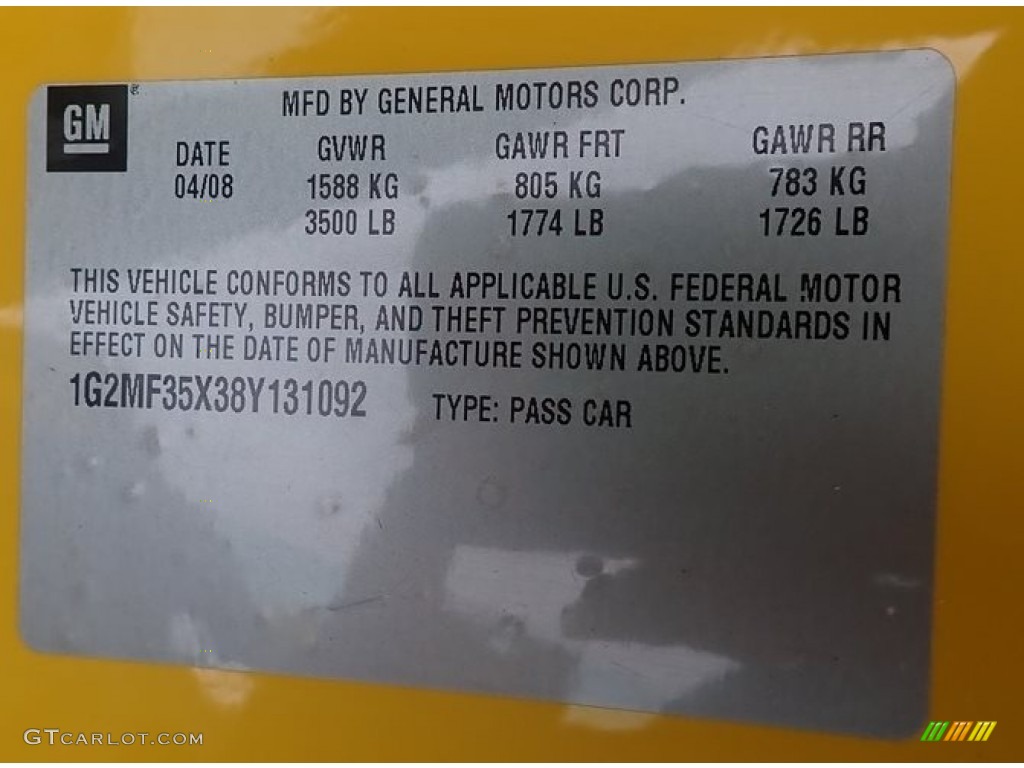 GM®
MFD BY GENERAL MOTORS CORP.
DATE GVWR GAWR FRT GAWR RR
04/08 1588 KG 805 KG 783 KG
3500 LB 1774 LB 1726 LB
THIS VEHICLE CONFORMS TO ALL APPLICABLE U.S. FEDERAL MOTOR
VEHICLE SAFETY, BUMPER, AND THEFT PREVENTION STANDARDS IN
EFFECT ON THE DATE OF MANUFACTURE SHOWN ABOVE.
1G2MF35X38Y131092 TYPE: PASS CAR
GTCARLOT.COM